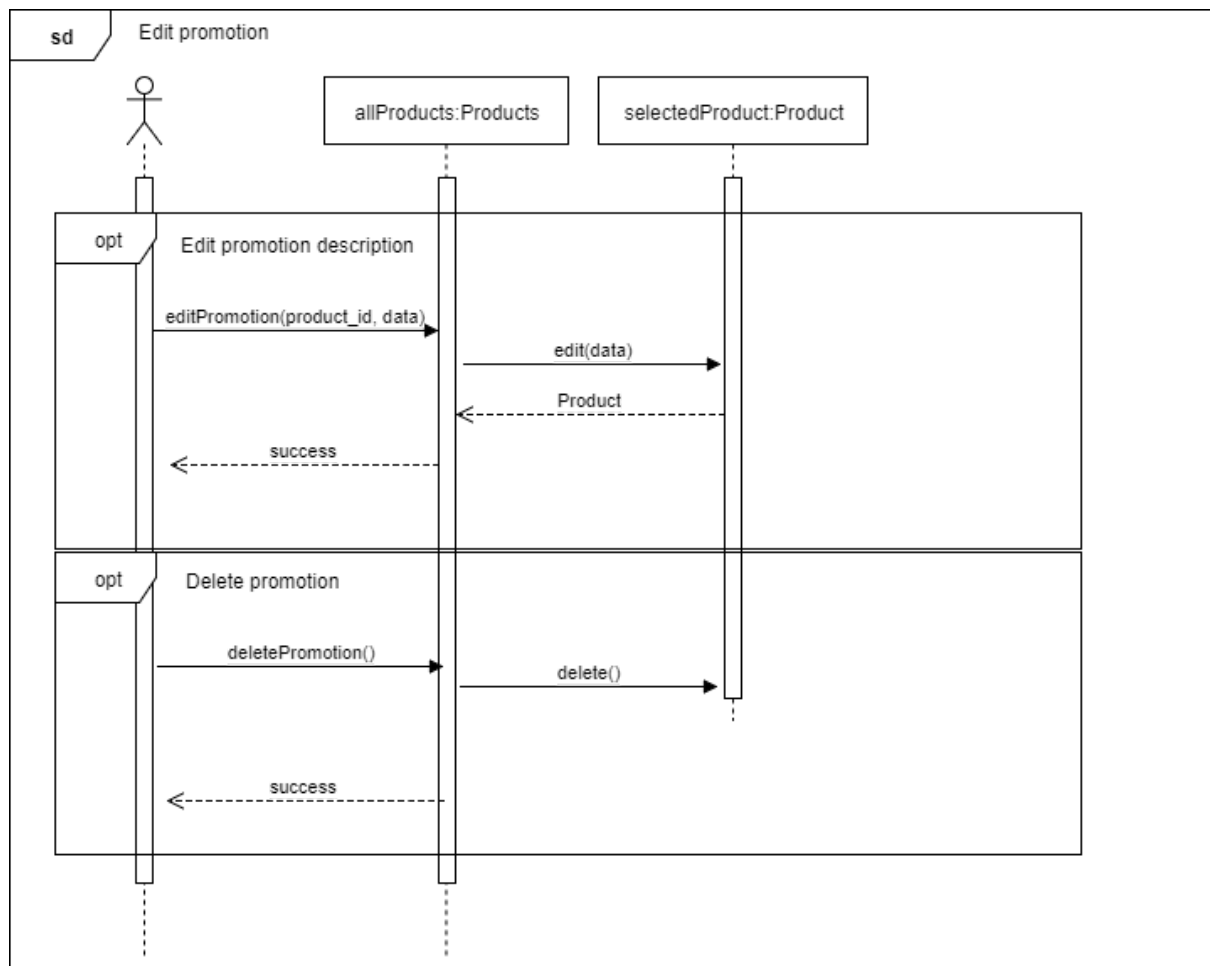 sd
Edit promotion
allProducts:Products
selectedProduct:Product
opt
Edit promotion description
editPromotion(product_id, data)
edit(data)
Product
success
opt
Delete promotion
deletePromotion()
delete()
success